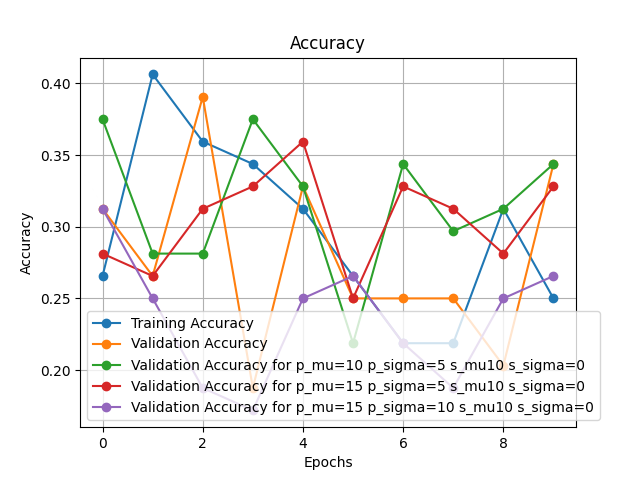 Accuracy
0.40
0.35
0.30
0.25
0.20
Accuracy
Training Accuracy
Validation Accuracy
Validation Accuracy for p_mu=10 p_sigma=5 s_mu10 s_sigma=0
Validation Accuracy for p_mu=15 p_sigma=5 s_mu10 s_sigma=0
Validation Accuracy for p_mu=15 p_sigma=10 s_mu10 s_sigma=0
0 2 4 6 8
Epochs